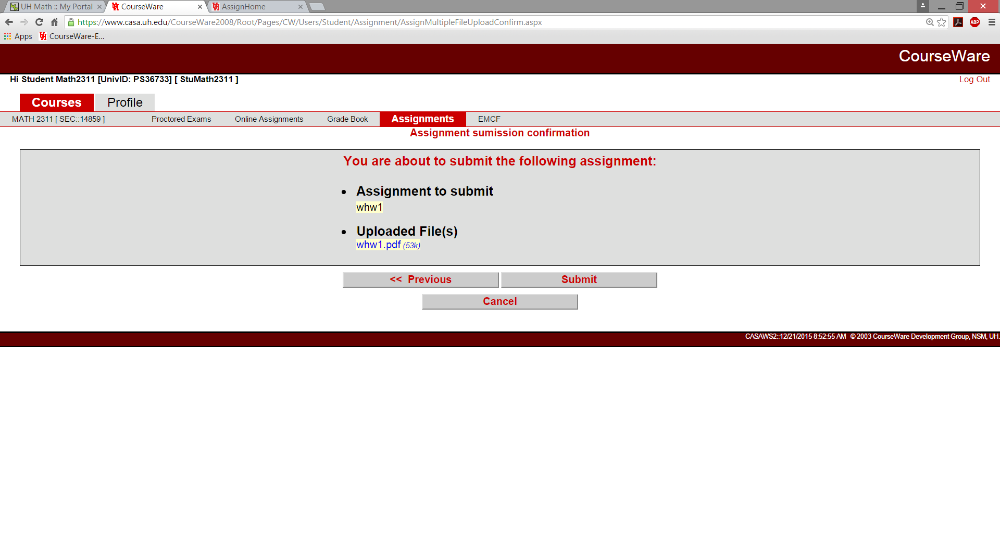 UH Math :: My Portal
CourseWare
AssignHome
https://www.casa.uh.edu/CourseWare2008/Root/Pages/CW/Users/Student/Assignment/AssignMultipleFileUploadConfirm.aspx
ABP
Apps
CourseWare-E...
CourseWare
Hi Student Math2311 [UnivID: PS36733] [ StuMath2311 ]
Log Out
Courses
Profile
MATH 2311 [ SEC::14859 ]
Proctored Exams
Online Assignments
Grade Book
Assignments
EMCF
Assignment sumission confirmation
You are about to submit the following assignment:
• Assignment to submit
whw1
• Uploaded File(s)
whw1.pdf (53k)
<< Previous
Submit
Cancel
CASAWS2::12/21/2015 8:52:55 AM © 2003 CourseWare Development Group, NSM, UH.